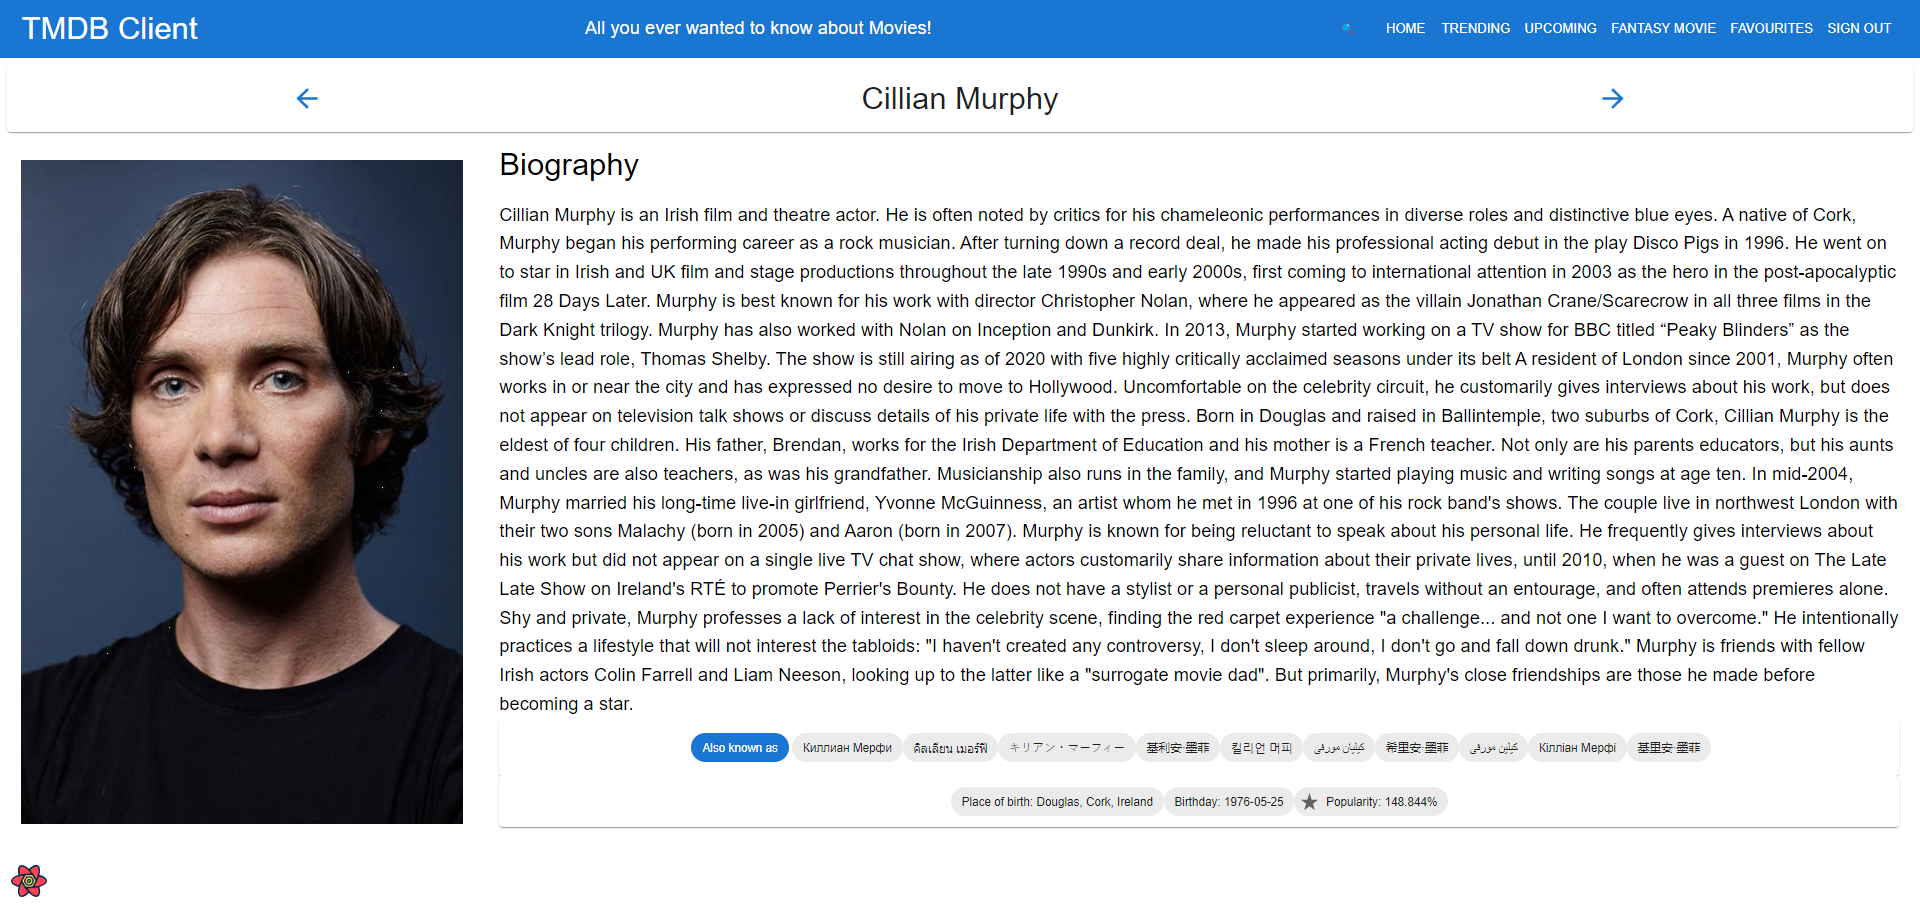 TMDB Client
All you ever wanted to know about Movies!
HOME TRENDING UPCOMING FANTASY MOVIE FAVOURITES SIGN OUT
Cillian Murphy
Biography
Cillian Murphy is an Irish film and theatre actor. He is often noted by critics for his chameleonic performances in diverse roles and distinctive blue eyes. A native of Cork,
Murphy began his performing career as a rock musician. After turning down a record deal, he made his professional acting debut in the play Disco Pigs in 1996. He went on
to star in Irish and UK film and stage productions throughout the late 1990s and early 2000s, first coming to international attention in 2003 as the hero in the post-apocalyptic
film 28 Days Later. Murphy is best known for his work with director Christopher Nolan, where he appeared as the villain Jonathan Crane/Scarecrow in all three films in the
Dark Knight trilogy. Murphy has also worked with Nolan on Inception and Dunkirk. In 2013, Murphy started working on a TV show for BBC titled “Peaky Blinders” as the
show’s lead role, Thomas Shelby. The show is still airing as of 2020 with five highly critically acclaimed seasons under its belt A resident of London since 2001, Murphy often
works in or near the city and has expressed no desire to move to Hollywood. Uncomfortable on the celebrity circuit, he customarily gives interviews about his work, but does
not appear on television talk shows or discuss details of his private life with the press. Born in Douglas and raised in Ballintemple, two suburbs of Cork, Cillian Murphy is the
eldest of four children. His father, Brendan, works for the Irish Department of Education and his mother is a French teacher. Not only are his parents educators, but his aunts
and uncles are also teachers, as was his grandfather. Musicianship also runs in the family, and Murphy started playing music and writing songs at age ten. In mid-2004,
Murphy married his long-time live-in girlfriend, Yvonne McGuinness, an artist whom he met in 1996 at one of his rock band's shows. The couple live in northwest London with
their two sons Malachy (born in 2005) and Aaron (born in 2007). Murphy is known for being reluctant to speak about his personal life. He frequently gives interviews about
his work but did not appear on a single live TV chat show, where actors customarily share information about their private lives, until 2010, when he was a guest on The Late
Late Show on Ireland's RTÉ to promote Perrier's Bounty. He does not have a stylist or a personal publicist, travels without an entourage, and often attends premieres alone.
Shy and private, Murphy professes a lack of interest in the celebrity scene, finding the red carpet experience "a challenge... and not one I want to overcome." He intentionally
practices a lifestyle that will not interest the tabloids: "I haven't created any controversy, I don't sleep around, I don't go and fall down drunk." Murphy is friends with fellow
Irish actors Colin Farrell and Liam Neeson, looking up to the latter like a "surrogate movie dad". But primarily, Murphy's close friendships are those he made before
becoming a star.
Also known as Киллиан Мерфи คิลเลียน เมอร์ฟี キリアン・マーフィー 基利安·墨菲 킬리언 머피 کیلیان مورفی 希里安·墨菲 کیلین مورفی Кілліан Мерфі 基里安·墨菲
Place of birth: Douglas, Cork, Ireland Birthday: 1976-05-25 Popularity: 148.844%